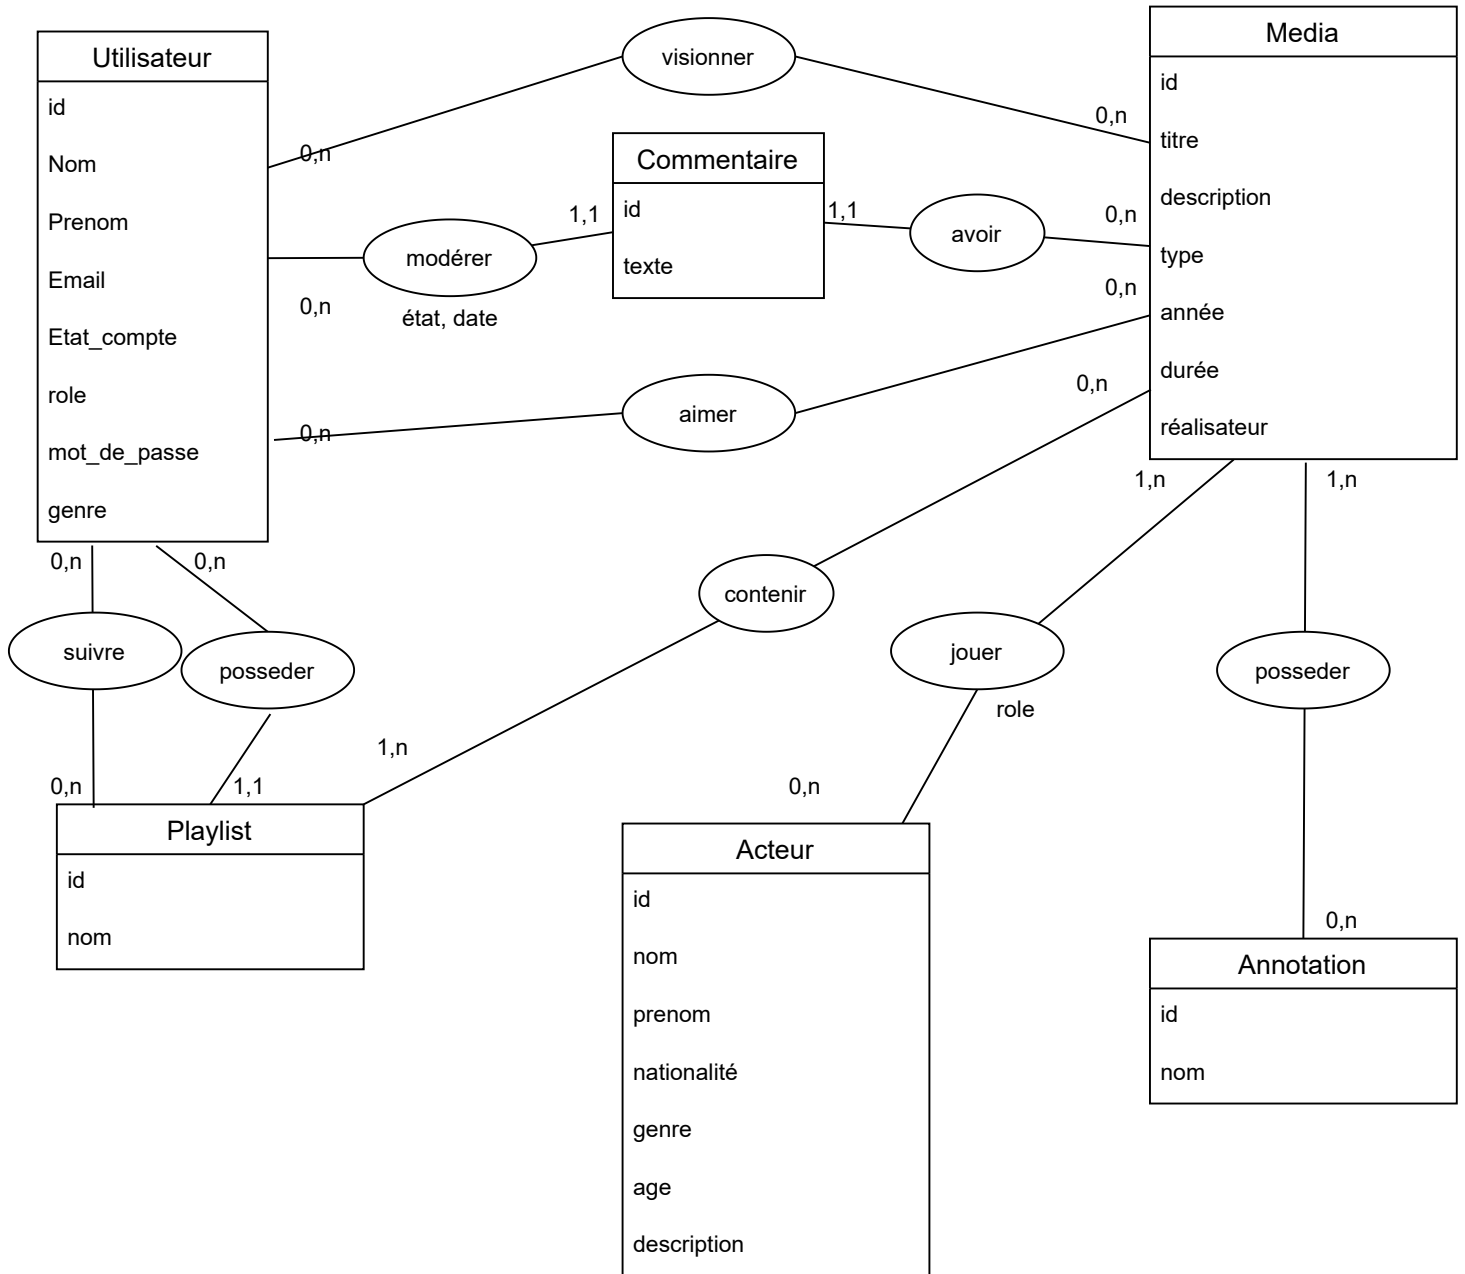 Utilisateur
id
Nom
Prenom
Email
Etat_compte
role
mot_de_passe
genre
visionner
0,n
0,n
Commentaire
id
texte
modérer
état, date
0,n
1,1
1,1
avoir
0,n
Media
id
titre
description
type
année
durée
réalisateur
0,n
aimer
0,n
0,n
contenir
1,n
0,n
suivre
0,n
0,n
posseder
1,1
Playlist
id
nom
1,n
jouer
role
0,n
Acteur
id
nom
prenom
nationalité
genre
age
description
1,n
posseder
0,n
Annotation
id
nom